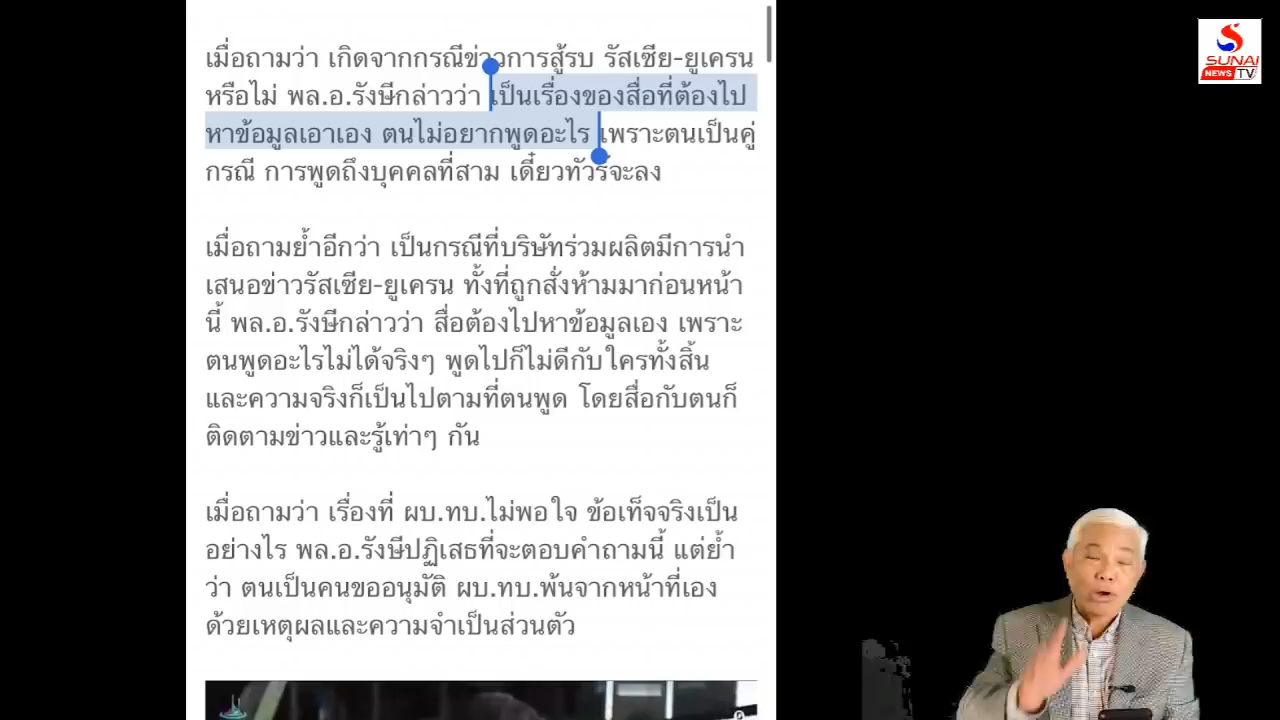 เมื่อถามว่า เกิดจากกรณีข่าวการสู้รบ รัสเซีย-ยูเครน
หรือไม่ พล.อ.รังษีกล่าวว่า เป็นเรื่องของสื่อที่ต้องไป
หาข้อมูลเอาเอง ตนไม่อยากพูดอะไร เพราะตนเป็นคู่
กรณี การพูดถึงบุคคลที่สาม เดี๋ยวทัวร์จะลง
เมื่อถามย้ำอีกว่า เป็นกรณีที่บริษัทร่วมผลิตมีการนำ
เสนอข่าวรัสเซีย-ยูเครน ทั้งที่ถูกสั่งห้ามมาก่อนหน้า
นี้ พล.อ.รังษีกล่าวว่า สื่อต้องไปหาข้อมูลเอง เพราะ
ตนพูดอะไรไม่ได้จริงๆ พูดไปก็ไม่ดีกับใครทั้งสิ้น
และความจริงก็เป็นไปตามที่ตนพูด โดยสื่อกับตนก็
ติดตามข่าวและรู้เท่าๆ กัน
เมื่อถามว่า เรื่องที่ ผบ.ทบ.ไม่พอใจ ข้อเท็จจริงเป็น
อย่างไร พล.อ.รังษีปฏิเสธที่จะตอบคำถามนี้ แต่ย้ำ
ว่า ตนเป็นคนขออนุมัติ ผบ.ทบ.พ้นจากหน้าที่เอง
ด้วยเหตุผลและความจำเป็นส่วนตัว
SUNAI
NEWS TV